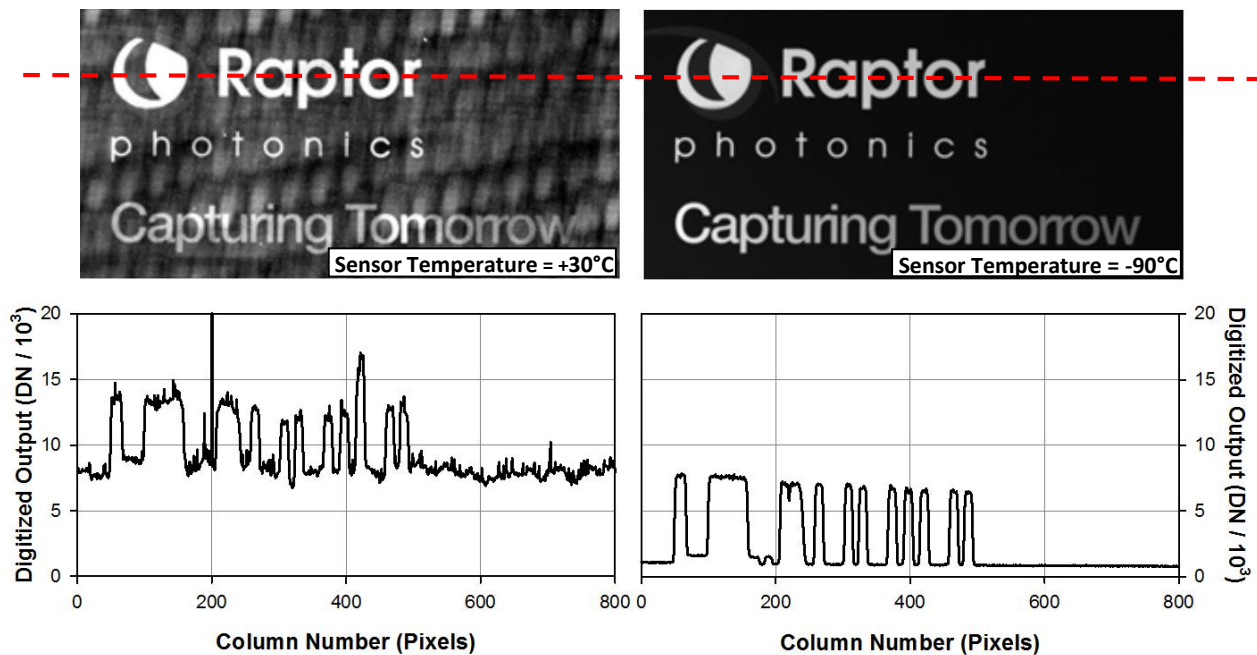 Raptor
photonics
Capturing Tomorrow
Sensor Temperature = +30°C
Raptor
photonics
Capturing Tomorrow
Sensor Temperature = -90°C
Digitized Output (DN / 10³)
20
15
10
5
0
0 200 400 600 800
Column Number (Pixels)
20
15
10
5
0
Digitized Output (DN / 10³)
0 200 400 600 800
Column Number (Pixels)